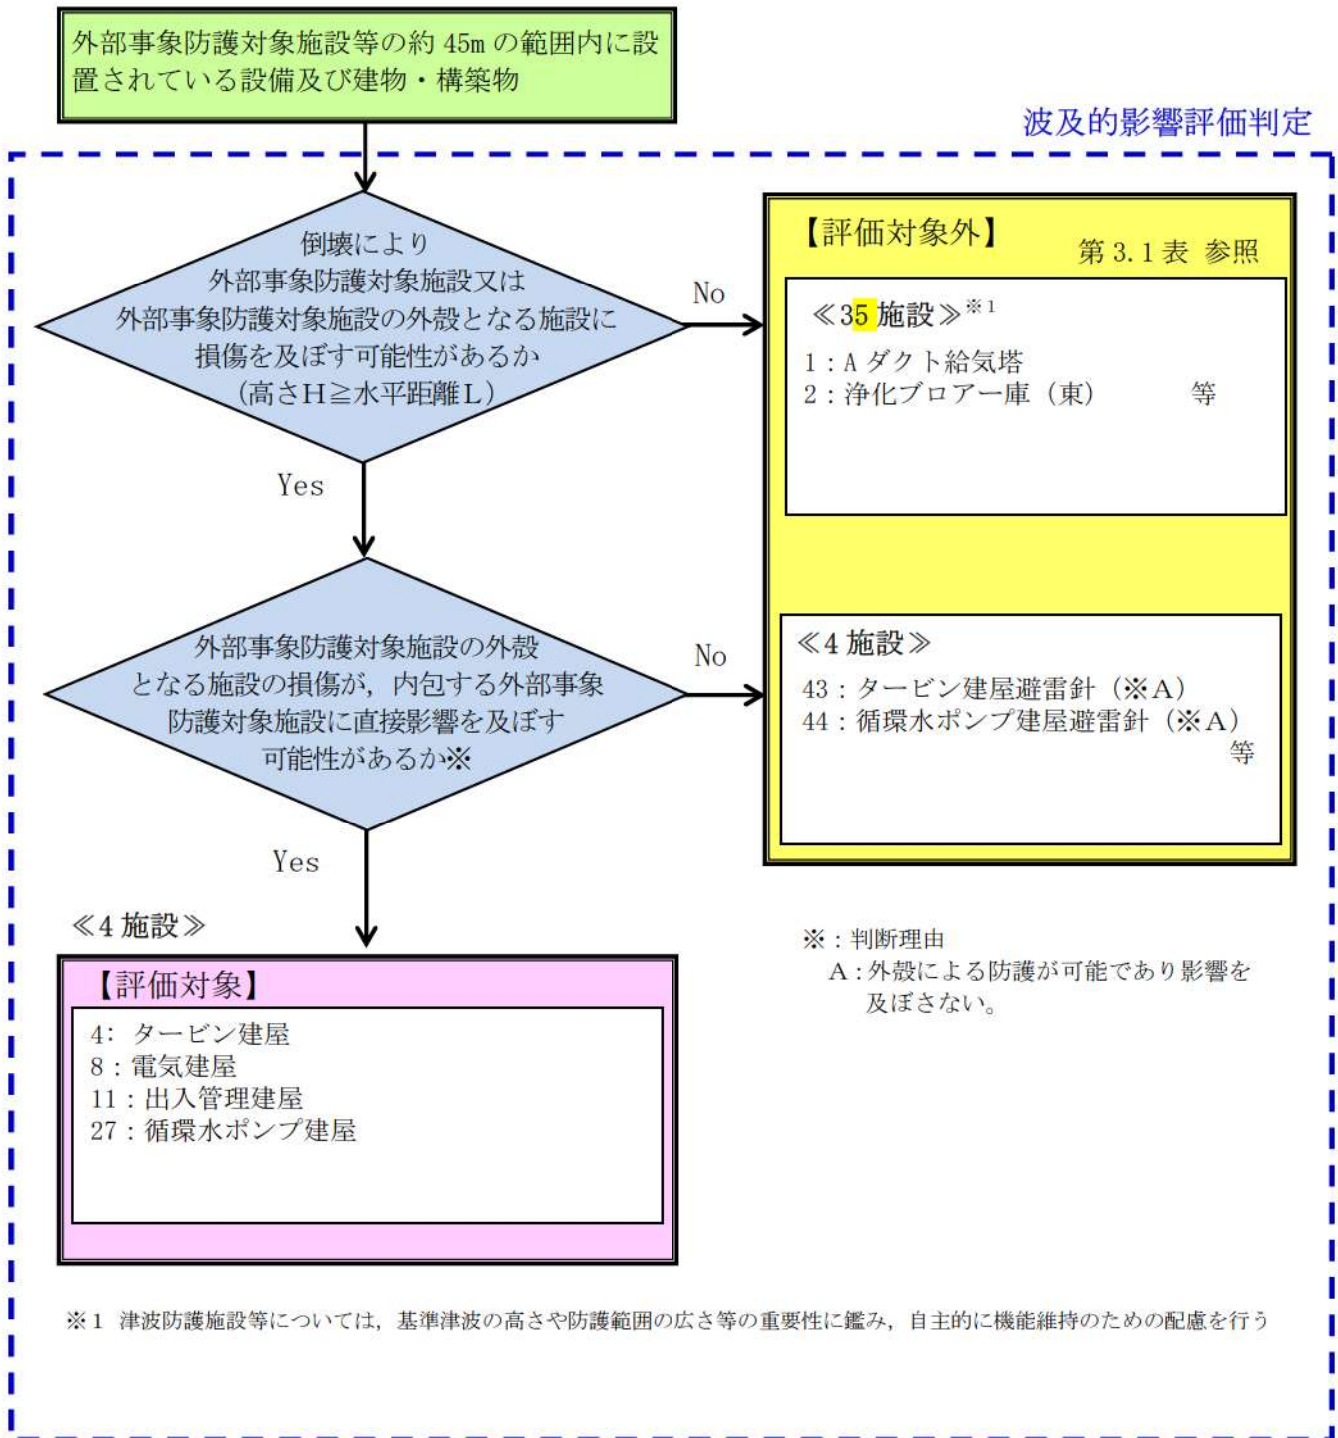 外部事象防護対象施設等の約 45m の範囲内に設
置されている設備及び建物・構築物
波及的影響評価判定
倒壊により
外部事象防護対象施設又は
外部事象防護対象施設の外殻となる施設に
損傷を及ぼす可能性があるか
(高さH≧水平距離L)
No
Yes
【評価対象外】
第 3.1 表 参照
≪35 施設≫※1
1：A ダクト給気塔
2：浄化ブロアー庫（東） 等
外部事象防護対象施設の外殻
となる施設の損傷が，内包する外部事象
防護対象施設に直接影響を及ぼす
可能性があるか※
No
Yes
≪4 施設≫
43：タービン建屋避雷針（※A）
44：循環水ポンプ建屋避雷針（※A）
等
≪4 施設≫
【評価対象】
4： タービン建屋
8：電気建屋
11：出入管理建屋
27：循環水ポンプ建屋
※：判断理由
A：外殻による防護が可能であり影響を
及ぼさない。
※1 津波防護施設等については，基準津波の高さや防護範囲の広さ等の重要性に鑑み，自主的に機能維持のための配慮を行う